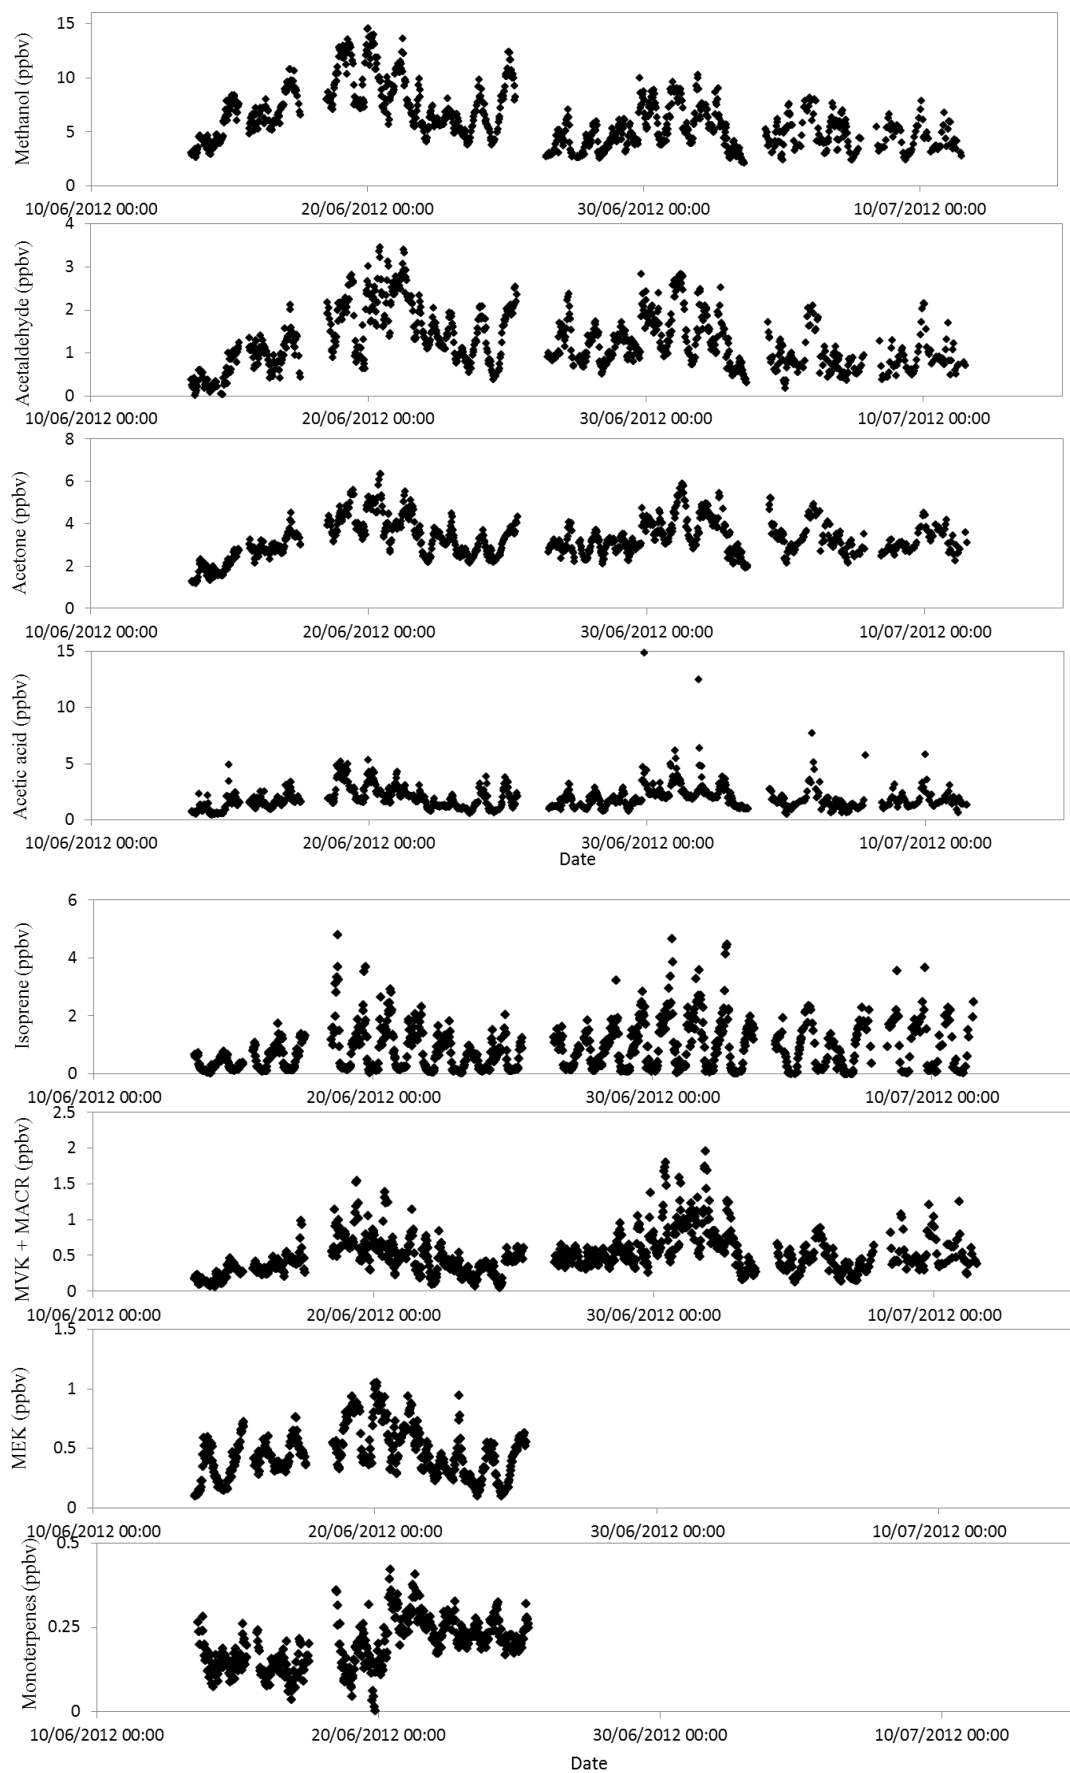 Methanol (ppbv)
15
10
5
0
10/06/2012 00:00 20/06/2012 00:00 30/06/2012 00:00 10/07/2012 00:00
Acetaldehyde (ppbv)
4
3
2
1
0
10/06/2012 00:00 20/06/2012 00:00 30/06/2012 00:00 10/07/2012 00:00
Acetone (ppbv)
8
6
4
2
0
10/06/2012 00:00 20/06/2012 00:00 30/06/2012 00:00 10/07/2012 00:00
Acetic acid (ppbv)
15
10
5
0
10/06/2012 00:00 20/06/2012 00:00 30/06/2012 00:00 10/07/2012 00:00
Date
Isoprene (ppbv)
6
4
2
0
10/06/2012 00:00 20/06/2012 00:00 30/06/2012 00:00 10/07/2012 00:00
MVK + MACR (ppbv)
2.5
2
1.5
1
0.5
0
10/06/2012 00:00 20/06/2012 00:00 30/06/2012 00:00 10/07/2012 00:00
MEK (ppbv)
1.5
1
0.5
0
10/06/2012 00:00 20/06/2012 00:00 30/06/2012 00:00 10/07/2012 00:00
Monoterpenes (ppbv)
0.5
0.25
0
10/06/2012 00:00 20/06/2012 00:00 30/06/2012 00:00 10/07/2012 00:00
Date